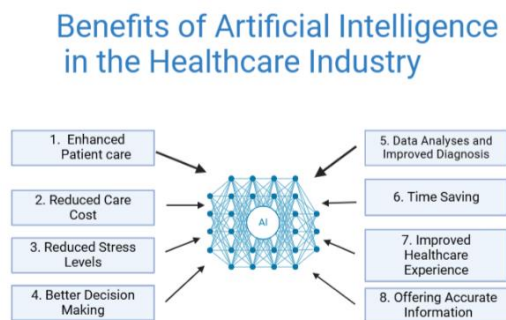 Benefits of Artificial Intelligence
in the Healthcare Industry
1. Enhanced
Patient care
2. Reduced Care
Cost
3. Reduced Stress
Levels
4. Better Decision
Making
AI
5. Data Analyses and
Improved Diagnosis
6. Time Saving
7. Improved
Healthcare
Experience
8. Offering Accurate
Information